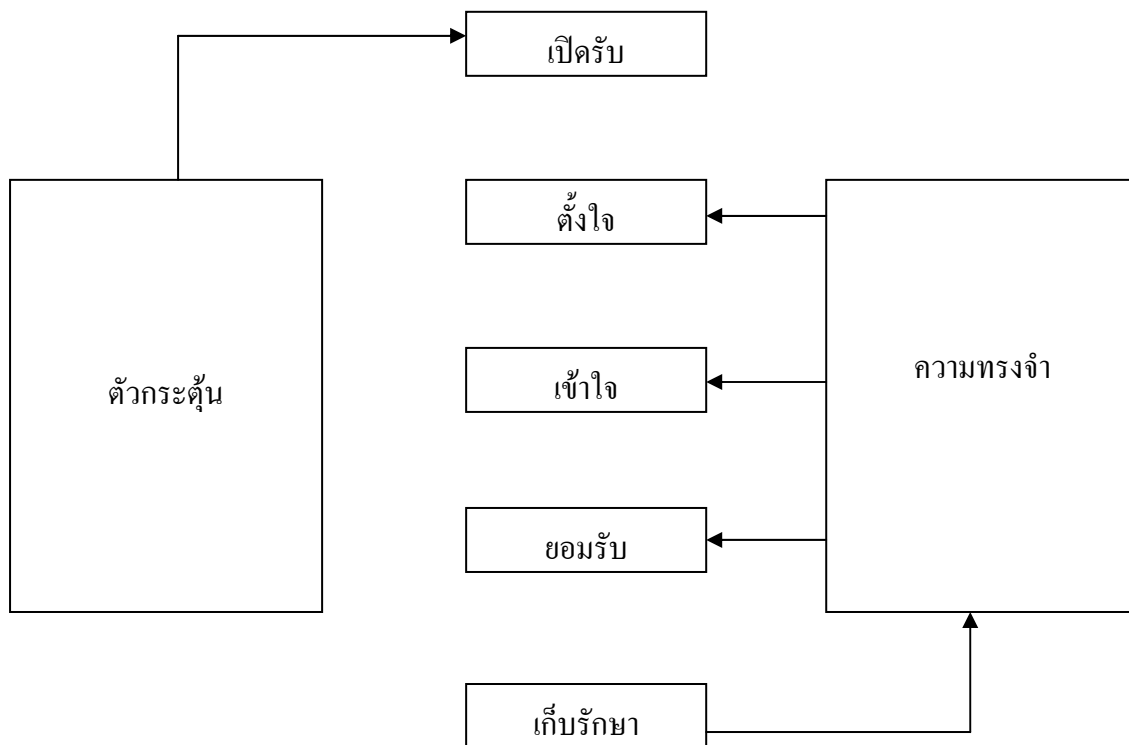 เปิดรับ
ตั้งใจ
ตัวกระตุ้น
เข้าใจ
ความทรงจำ
ยอมรับ
เก็บรักษา